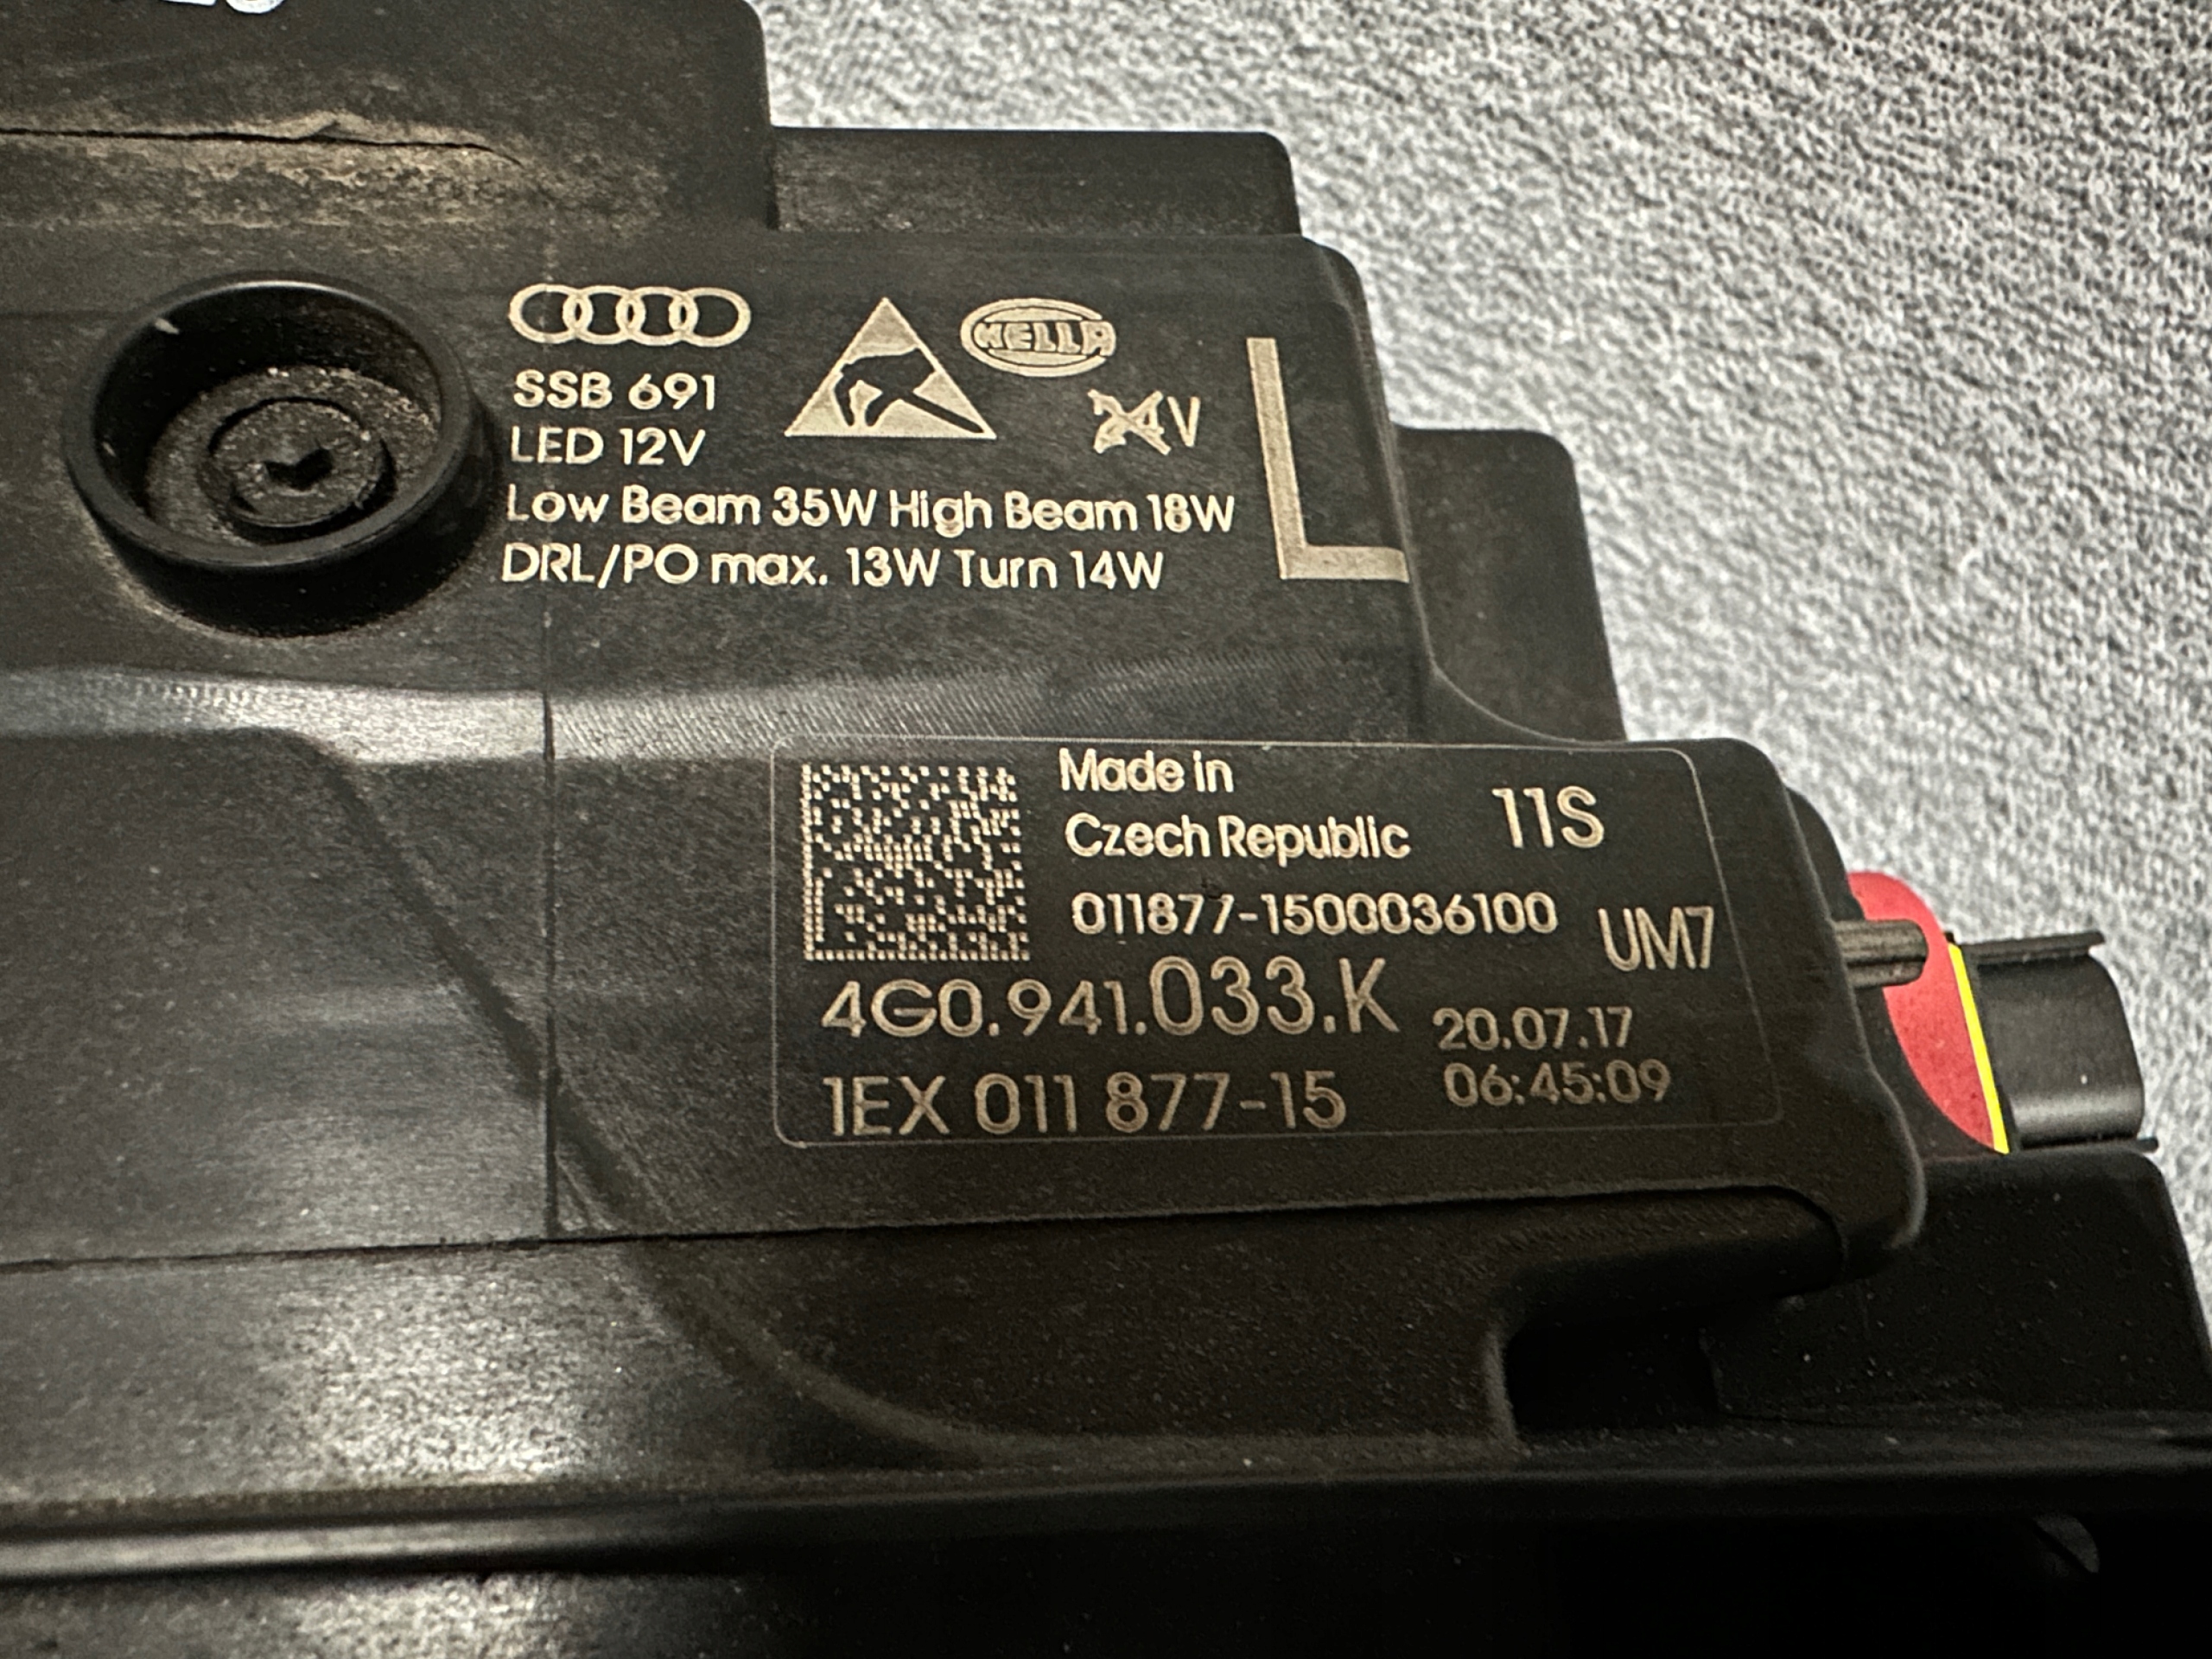 HELLA
SSB 691
24V
LED 12V
L
Low Beam 35W High Beam 18W
DRL/PO max. 13W Turn 14W
Made in
Czech Republic
11S
011877-1500036100
UM7
4G0.941.033.K
20.07.17
1EX 011 877-15
06:45:09